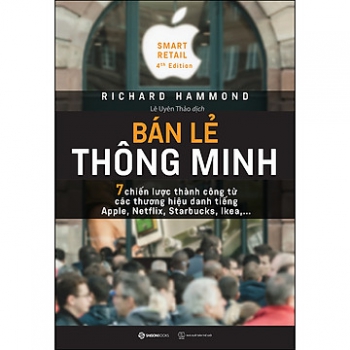 SMART
RETAIL
4th Edition
RICHARD HAMMOND
Lê Uyên Thảo dịch
BÁN LẺ
THÔNG MINH
7 chiến lược thành công từ
các thương hiệu danh tiếng
Apple, Netflix, Starbucks, Ikea,...
SAIGONBOOKS